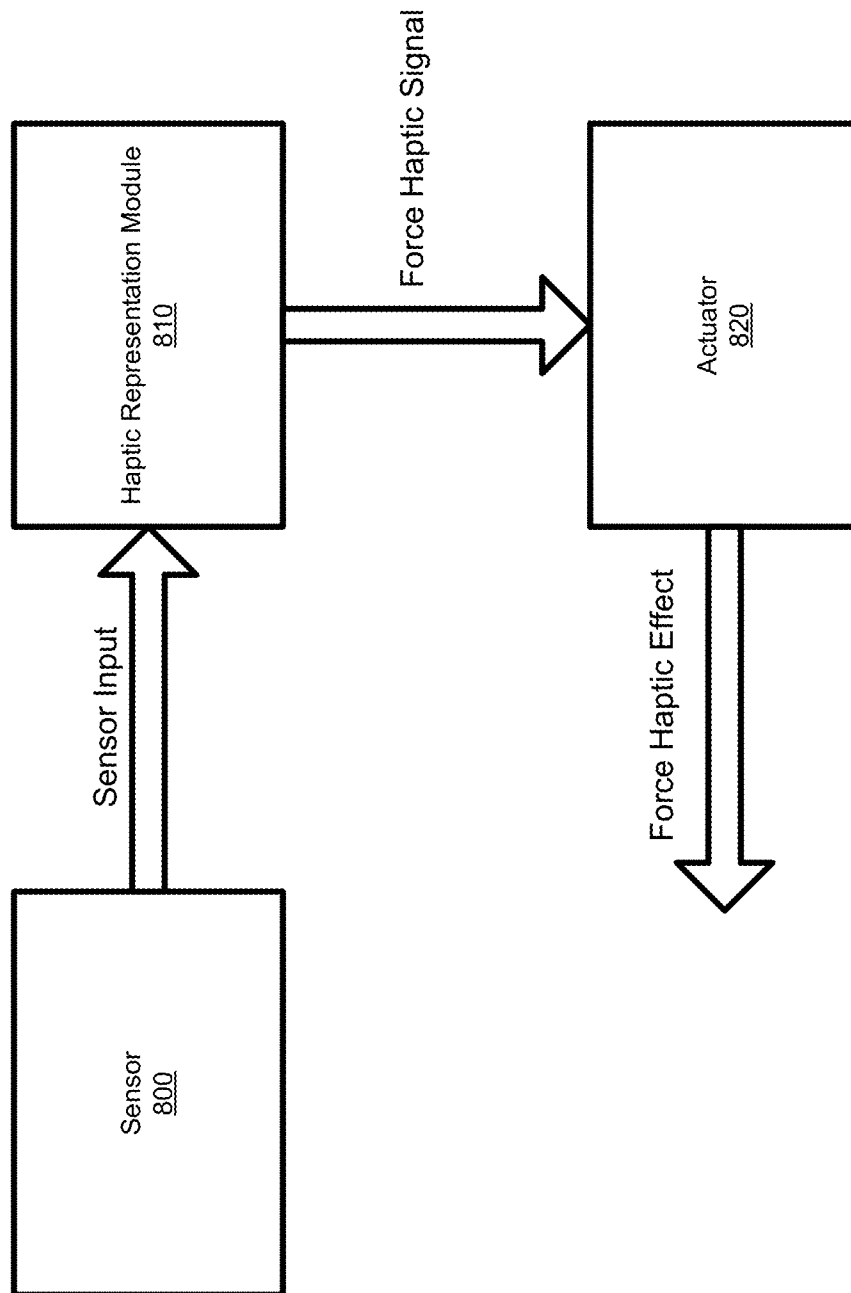 Sensor
800
Sensor Input
Haptic Representation Module
810
Force Haptic Signal
Actuator
820
Force Haptic Effect